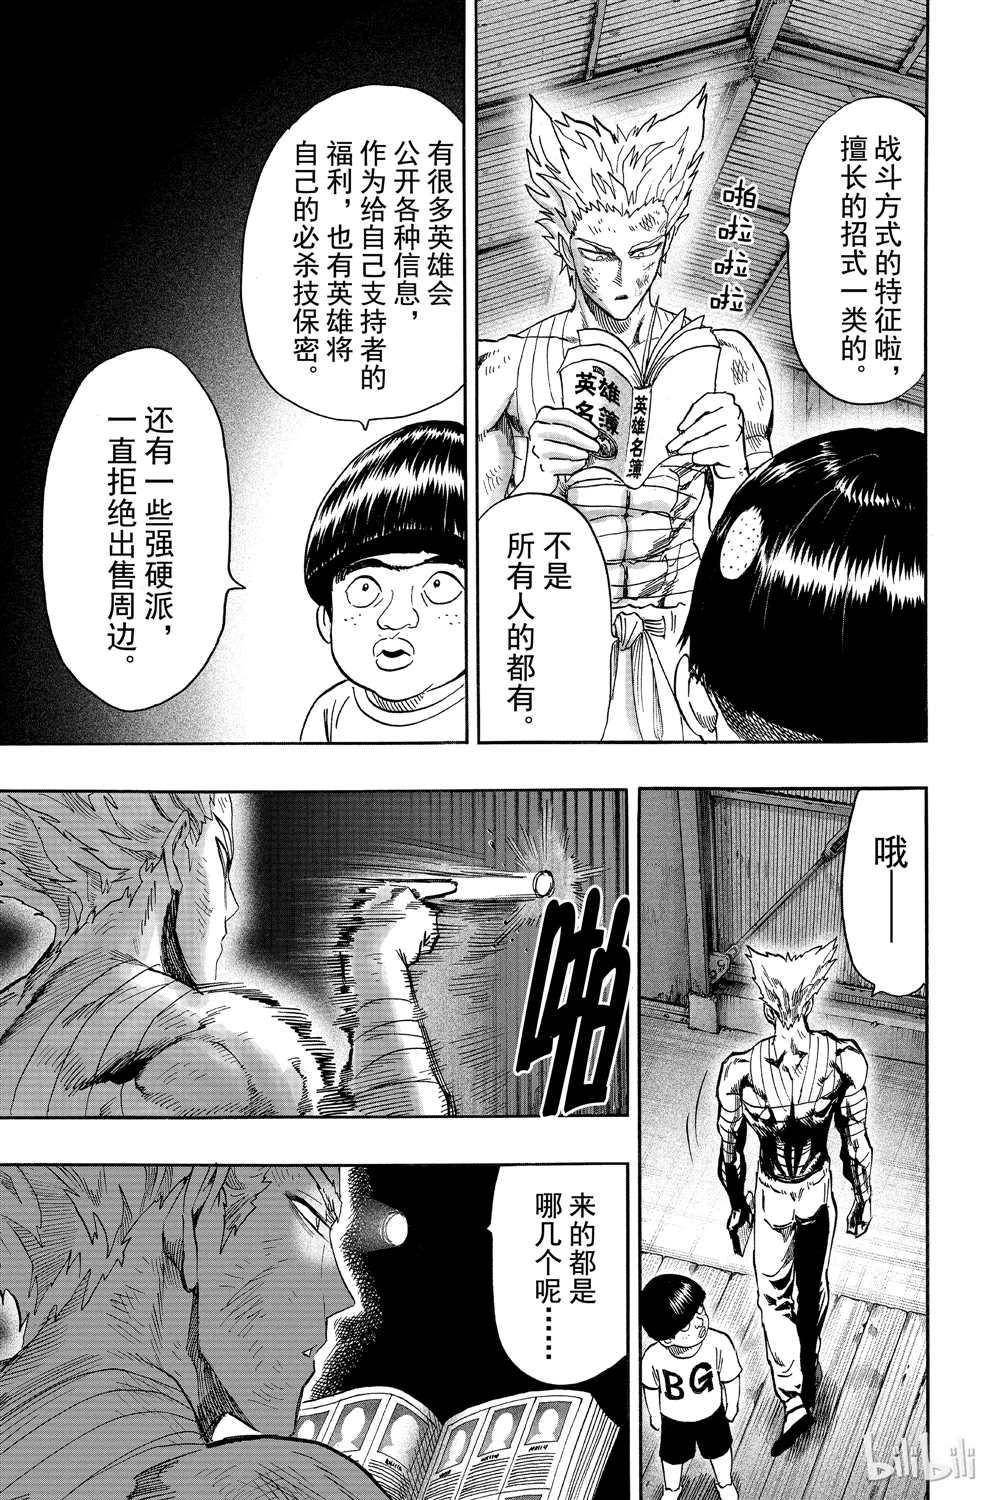 战斗方式的特征啦，
擅长的招式一类的。
啪
啦
啦
啦
英雄
名簿
英雄名簿
不是
所有人的都有。
有很多英雄会
公开各种信息，
作为给自己支持者的
福利，也有英雄将
自己的必杀技保密。
还有一些强硬派，
一直拒绝出售周边。
哦——
BG
啪
来的都是
哪几个呢……
bilibili